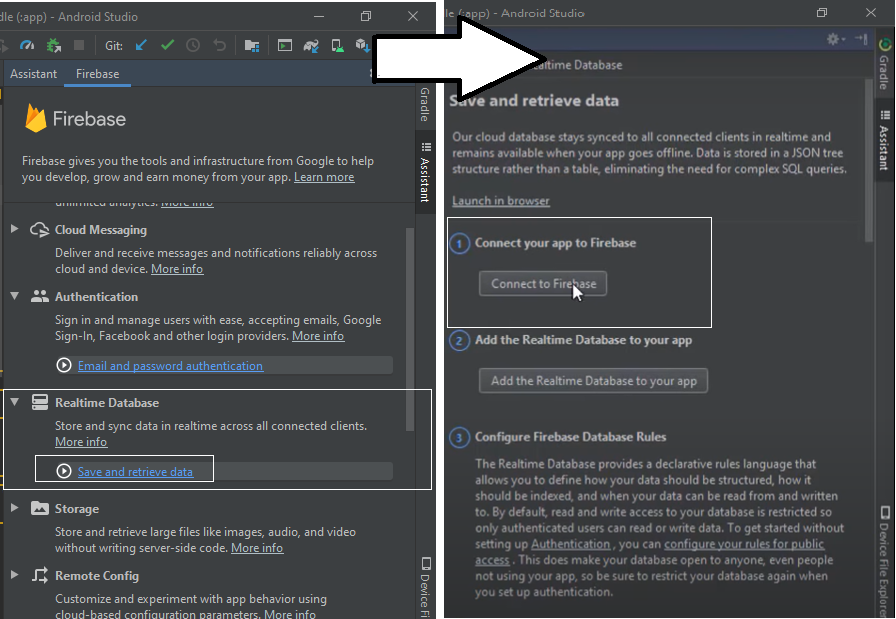 dle (:app) - Android Studio
Git:
Assistant
Firebase
Firebase
Firebase gives you the tools and infrastructure from Google to help
you develop, grow and earn money from your app. Learn more
unlimited analytics. More info
Cloud Messaging
Deliver and receive messages and notifications reliably across
cloud and device. More info
Authentication
Sign in and manage users with ease, accepting emails, Google
Sign-In, Facebook and other login providers. More info
Email and password authentication
Realtime Database
Store and sync data in realtime across all connected clients.
More info
Save and retrieve data
Storage
Store and retrieve large files like images, audio, and video
without writing server-side code. More info
Remote Config
Customize and experiment with app behavior using
cloud-based configuration parameters. More info
Gradle
Assistant
Device Fi
dle (:app) - Android Studio
ealtime Database
Save and retrieve data
Our cloud database stays synced to all connected clients in realtime and
remains available when your app goes offline. Data is stored in a JSON tree
structure rather than a table, eliminating the need for complex SQL queries.
Launch in browser
1 Connect your app to Firebase
Connect to Firebase
2 Add the Realtime Database to your app
Add the Realtime Database to your app
3 Configure Firebase Database Rules
The Realtime Database provides a declarative rules language that
allows you to define how your data should be structured, how it
should be indexed, and when your data can be read from and written
to. By default, read and write access to your database is restricted so
only authenticated users can read or write data. To get started without
setting up Authentication , you can configure your rules for public
access . This does make your database open to anyone, even people
not using your app, so be sure to restrict your database again when
you set up authentication.
Gradle
Assistant
Device File Explorer